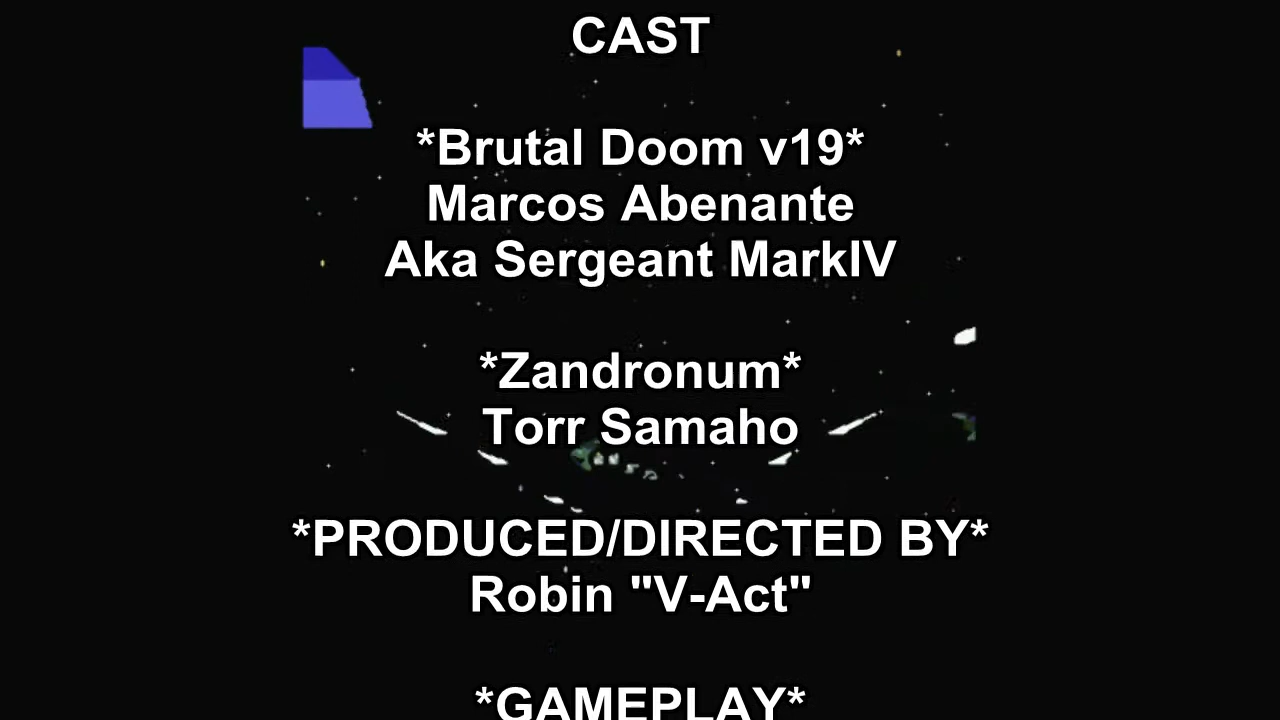 CAST
*Brutal Doom v19*
Marcos Abenante
Aka Sergeant MarkIV
*Zandronum*
Torr Samaho
*PRODUCED/DIRECTED BY*
Robin "V-Act"
*GAMEPLAY*